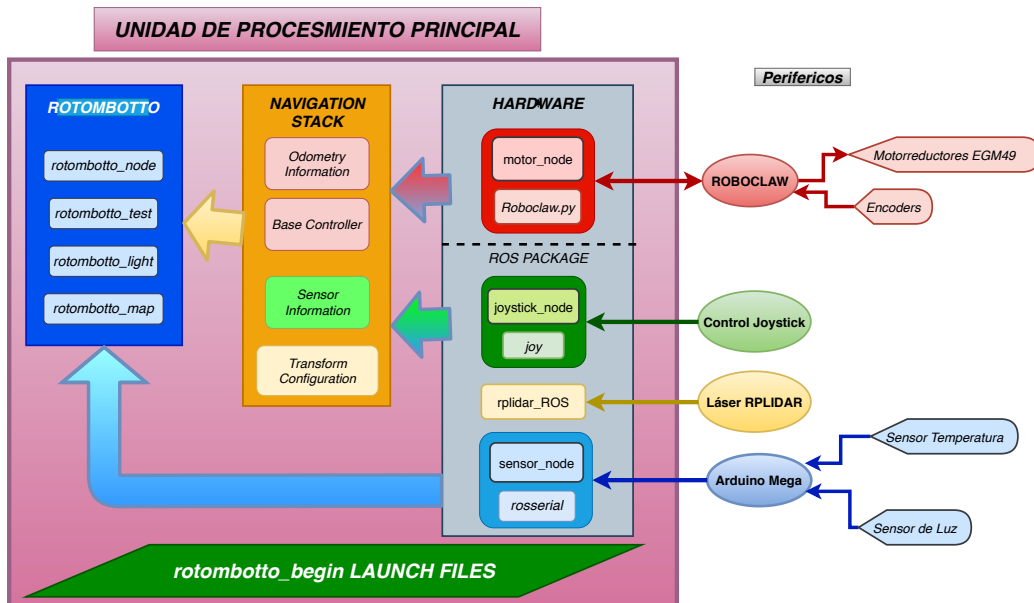 UNIDAD DE PROCESMIENTO PRINCIPAL
ROTOMBOTTO
rotombotto_node
rotombotto_test
rotombotto_light
rotombotto_map
NAVIGATION
STACK
Odometry
Information
Base Controller
Sensor
Information
Transform
Configuration
HARDWARE
motor_node
Roboclaw.py
ROS PACKAGE
joystick_node
joy
rplidar_ROS
sensor_node
rosserial
Perifericos
ROBOCLAW
Motorreductores EGM49
Encoders
Control Joystick
Láser RPLIDAR
Arduino Mega
Sensor Temperatura
Sensor de Luz
rotombotto_begin LAUNCH FILES